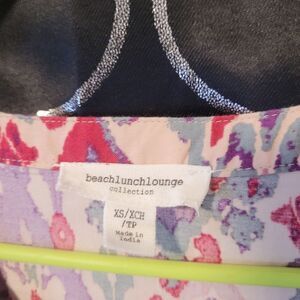 beachlunchlounge
collection
XS/XCH
/TP
Made in
India